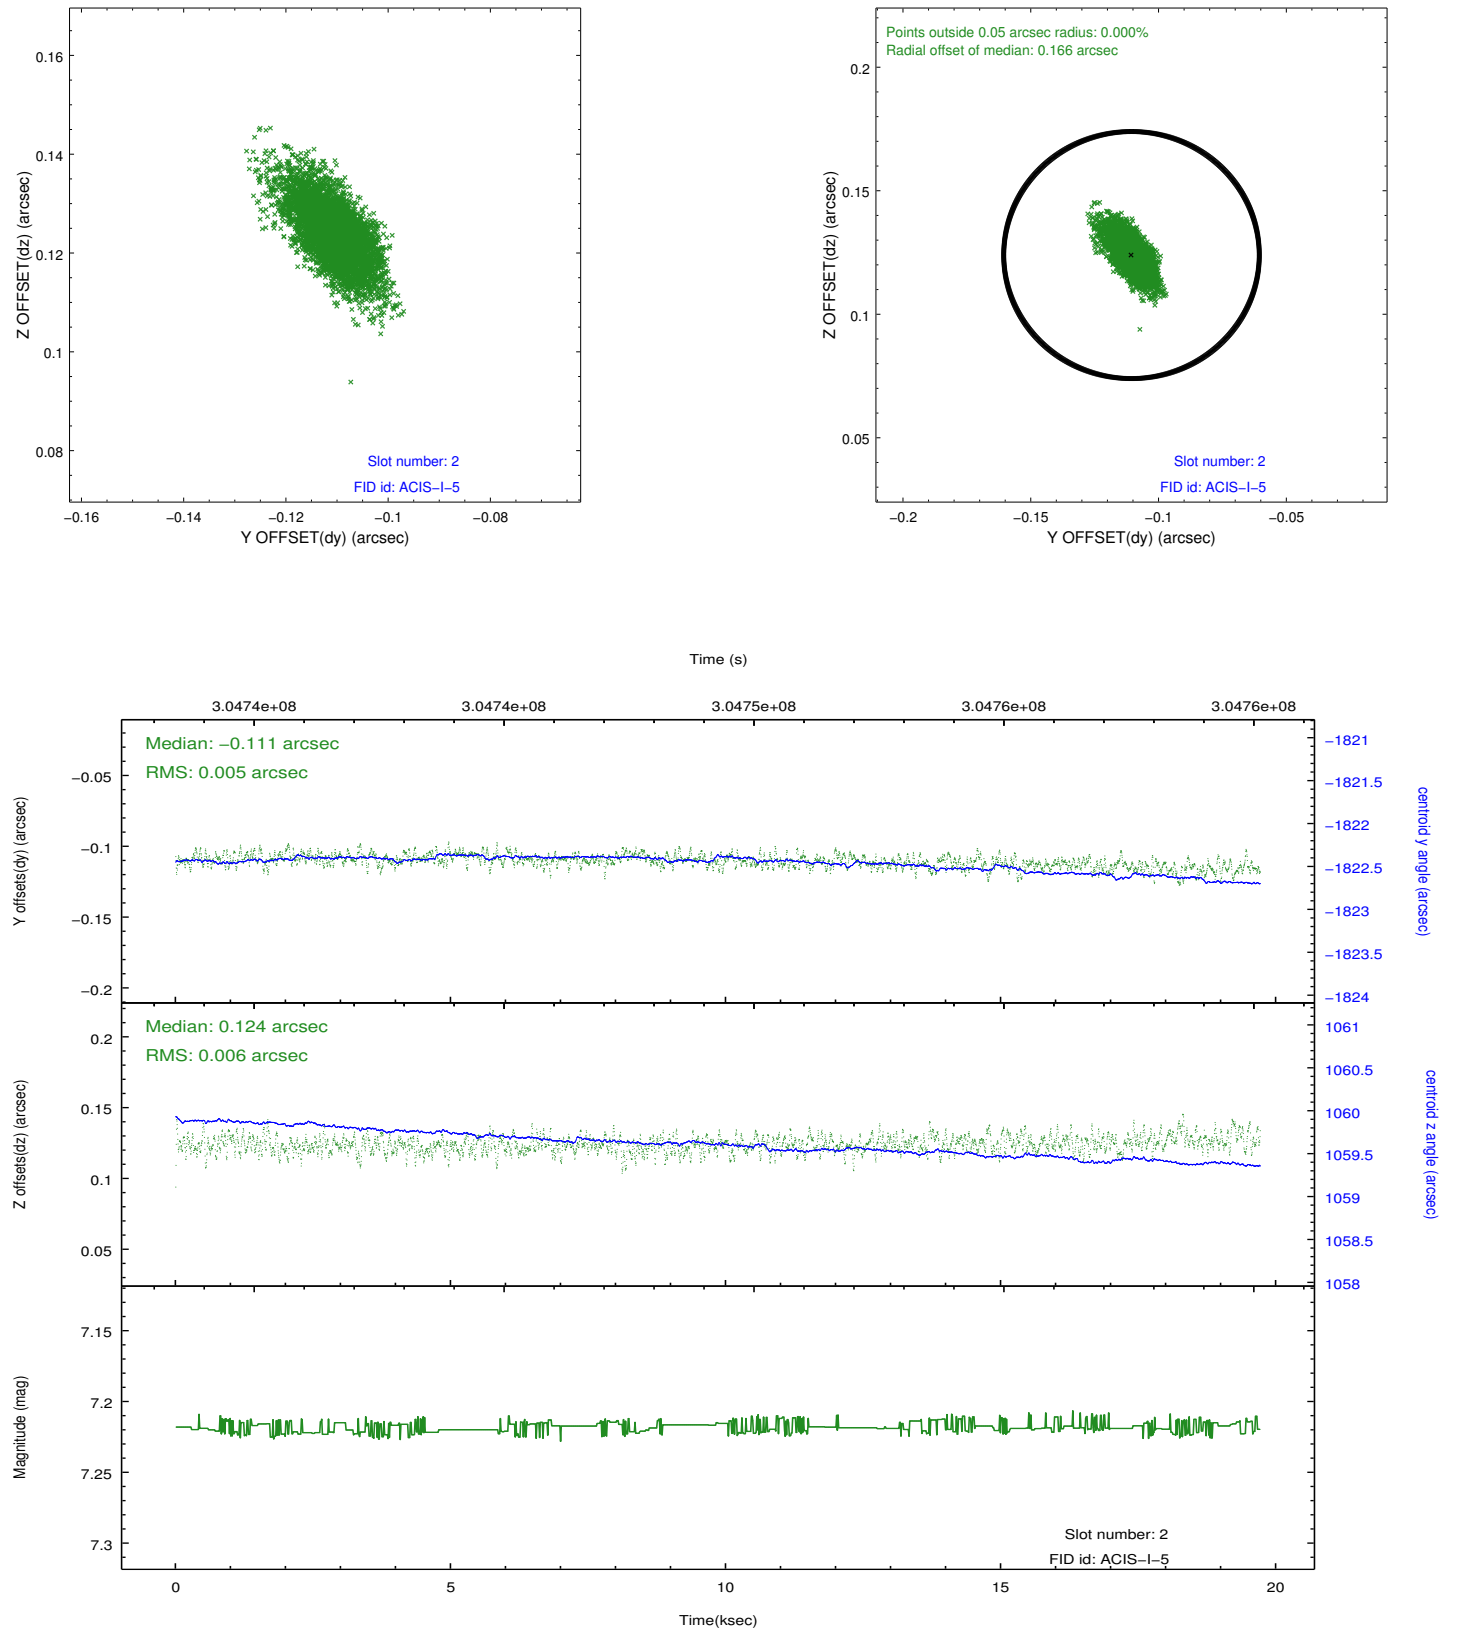 0.16
0.14
0.12
0.1
0.08
Z OFFSET(dz) (arcsec)
Slot number: 2
FID id: ACIS−I−5
−0.16 −0.14 −0.12 −0.1 −0.08
Y OFFSET(dy) (arcsec)
Points outside 0.05 arcsec radius: 0.000%
Radial offset of median: 0.166 arcsec
0.2
0.15
0.1
0.05
Z OFFSET(dz) (arcsec)
Slot number: 2
FID id: ACIS−I−5
−0.2 −0.15 −0.1 −0.05
Y OFFSET(dy) (arcsec)
Time (s)
3.0474e+08 3.0474e+08 3.0475e+08 3.0476e+08 3.0476e+08
Median: −0.111 arcsec
RMS: 0.005 arcsec
−0.05
−0.1
−0.15
−0.2
Y offsets(dy) (arcsec)
−1821
−1821.5
−1822
−1822.5
−1823
−1823.5
−1824
centroid y angle (arcsec)
Median: 0.124 arcsec
RMS: 0.006 arcsec
0.2
0.15
0.1
0.05
Z offsets(dz) (arcsec)
1061
1060.5
1060
1059.5
1059
1058.5
1058
centroid z angle (arcsec)
7.15
7.2
7.25
7.3
Magnitude (mag)
Slot number: 2
FID id: ACIS−I−5
0 5 10 15 20
Time(ksec)